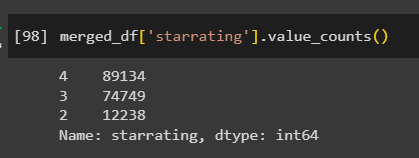 [98] merged_df['starrating'].value_counts()
4 89134
3 74749
2 12238
Name: starrating, dtype: int64